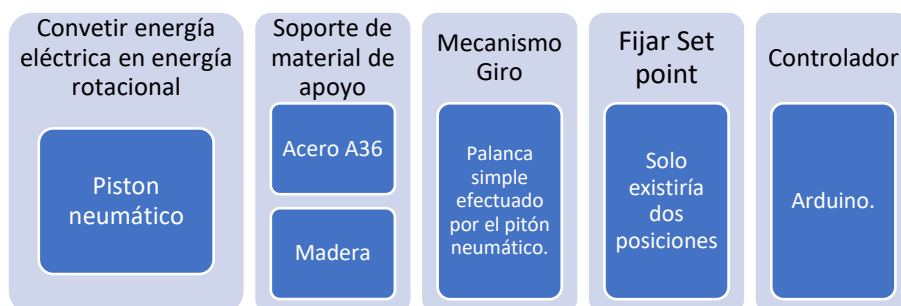 Convetir energía
eléctrica en energía
rotacional
Piston
neumático
Soporte de
material de
apoyo
Acero A36
Madera
Mecanismo
Giro
Palanca
simple
efectuado
por el pitón
neumático.
Fijar Set
point
Solo
existiría
dos
posiciones
Controlador
Arduino.